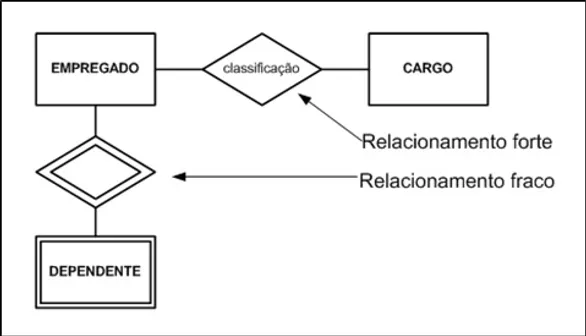 EMPREGADO
classificação
CARGO
Relacionamento forte
Relacionamento fraco
DEPENDENTE